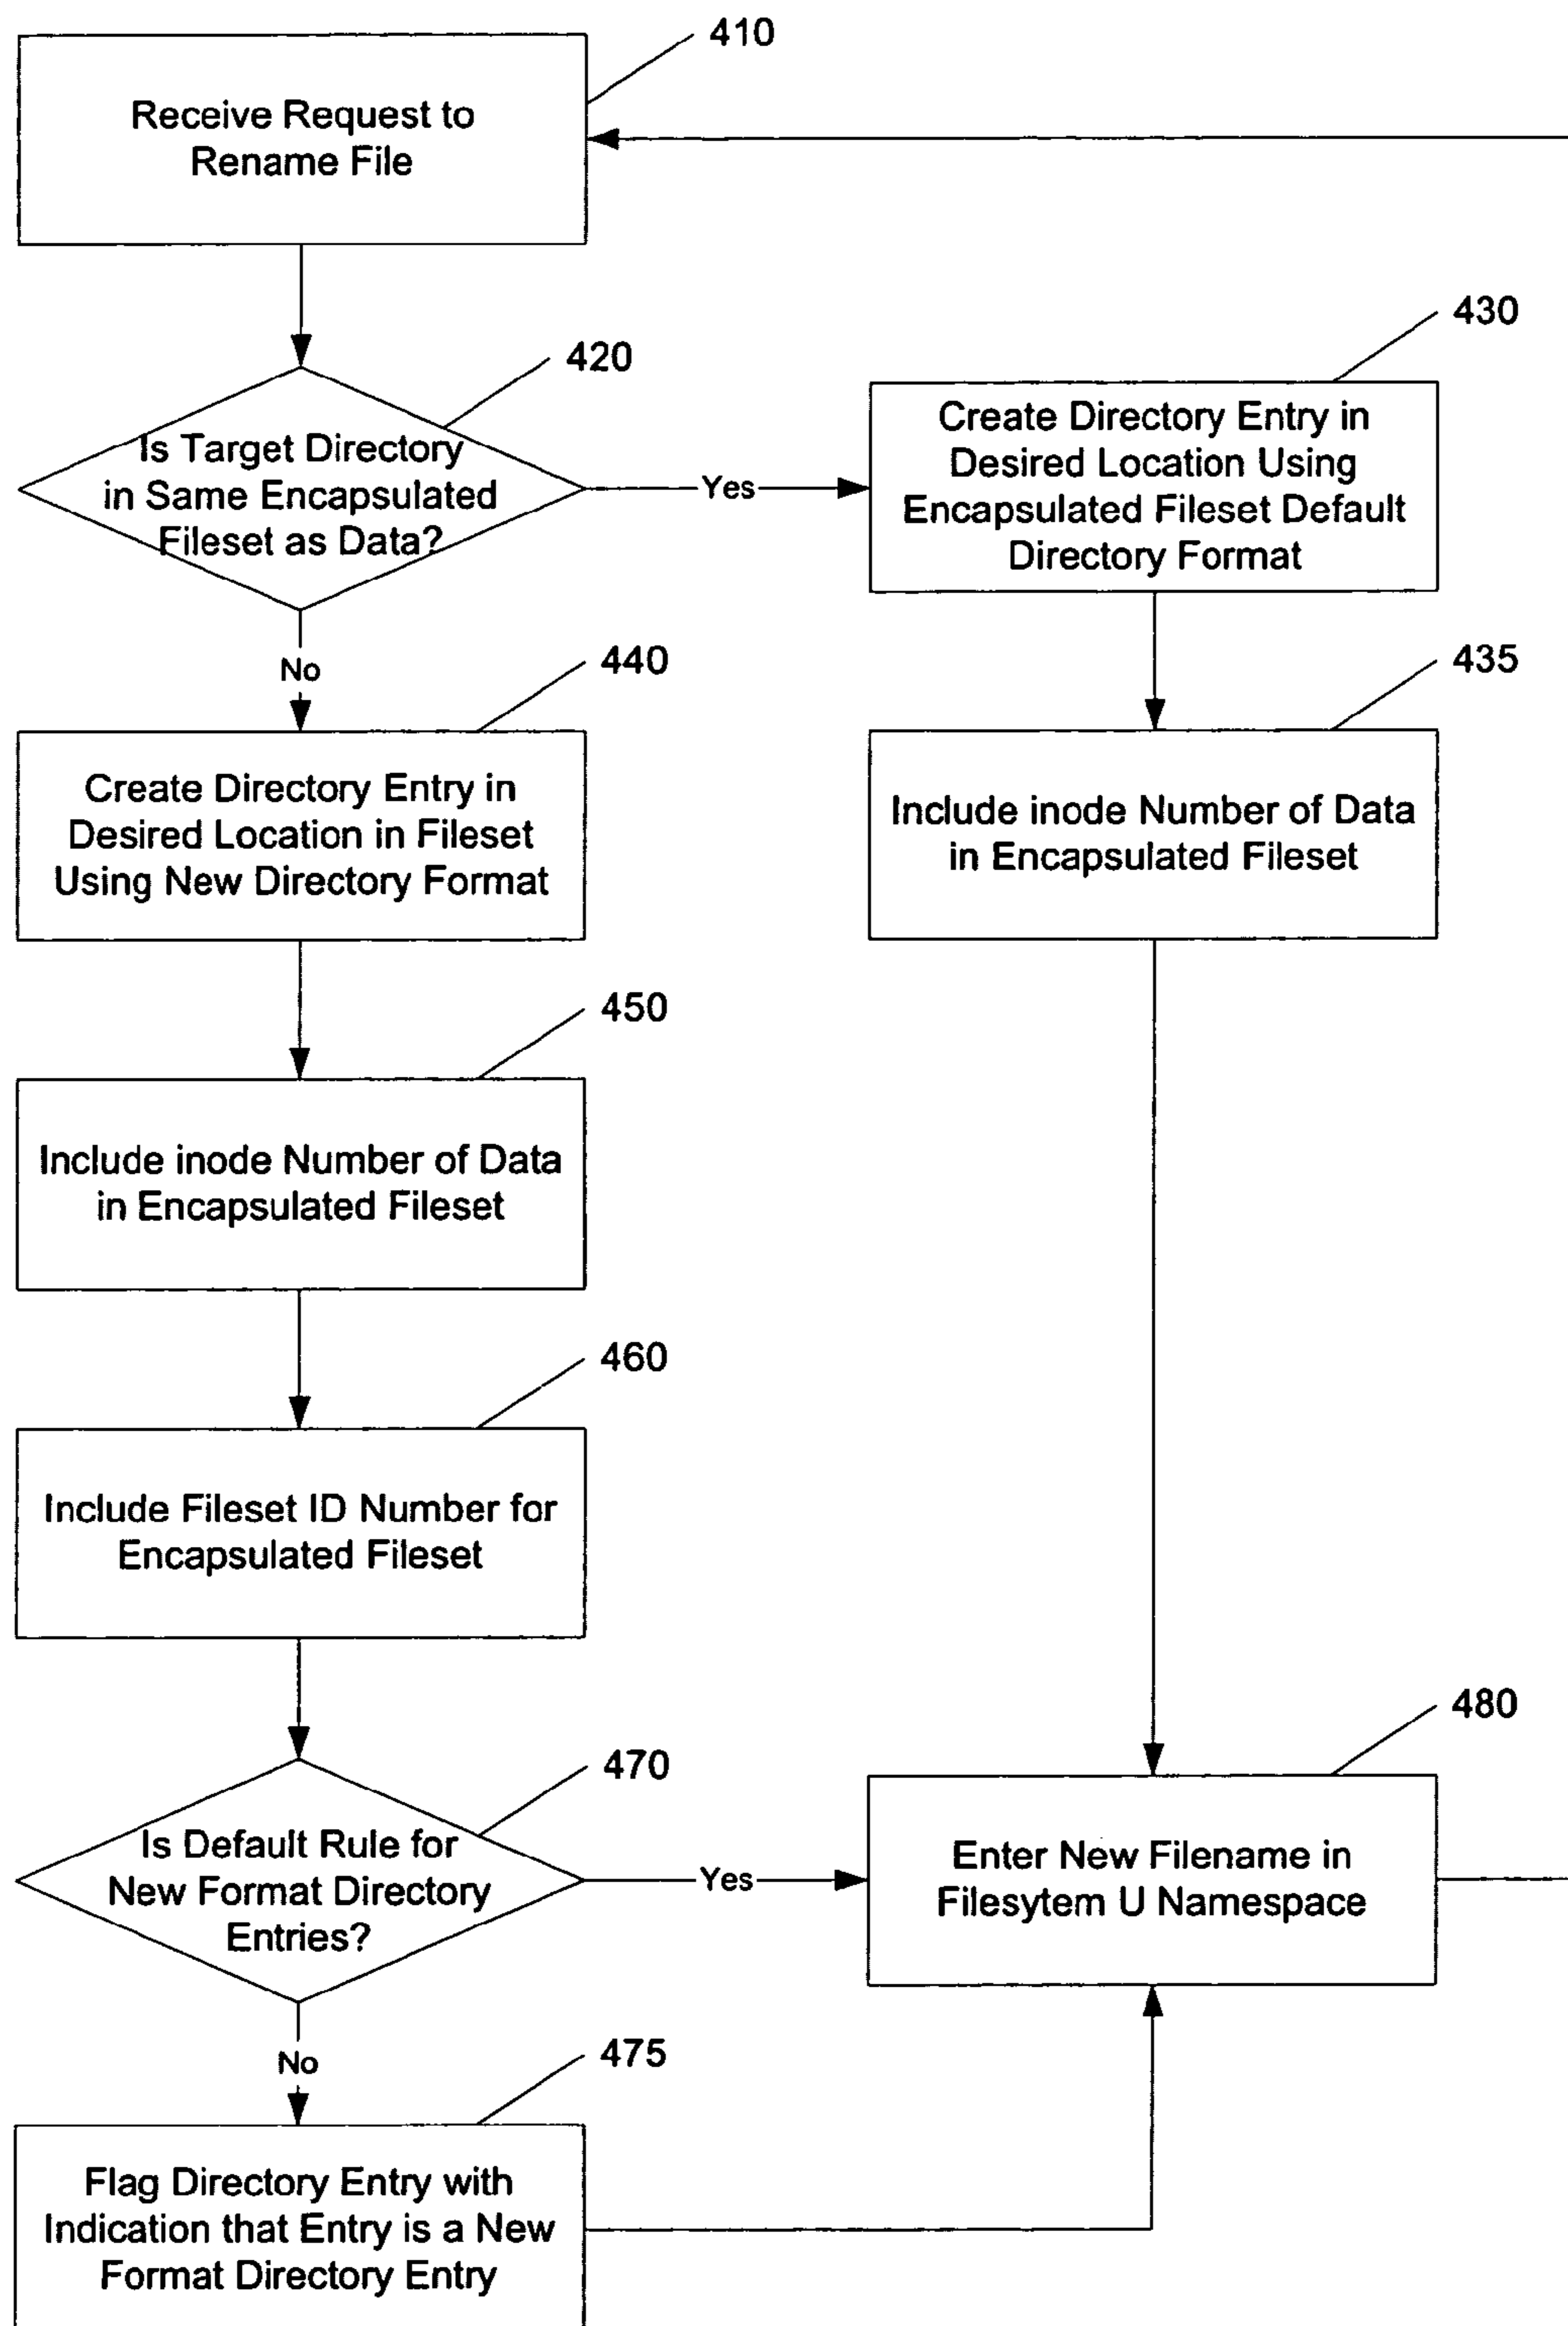 410
Receive Request to
Rename File
420
Is Target Directory
in Same Encapsulated
Fileset as Data?
Yes
430
Create Directory Entry in
Desired Location Using
Encapsulated Fileset Default
Directory Format
No
440
Create Directory Entry in
Desired Location in Fileset
Using New Directory Format
435
Include inode Number of Data
in Encapsulated Fileset
450
Include inode Number of Data
in Encapsulated Fileset
460
Include Fileset ID Number for
Encapsulated Fileset
470
Is Default Rule for
New Format Directory
Entries?
Yes
480
Enter New Filename in
Filesytem U Namespace
No
475
Flag Directory Entry with
Indication that Entry is a New
Format Directory Entry